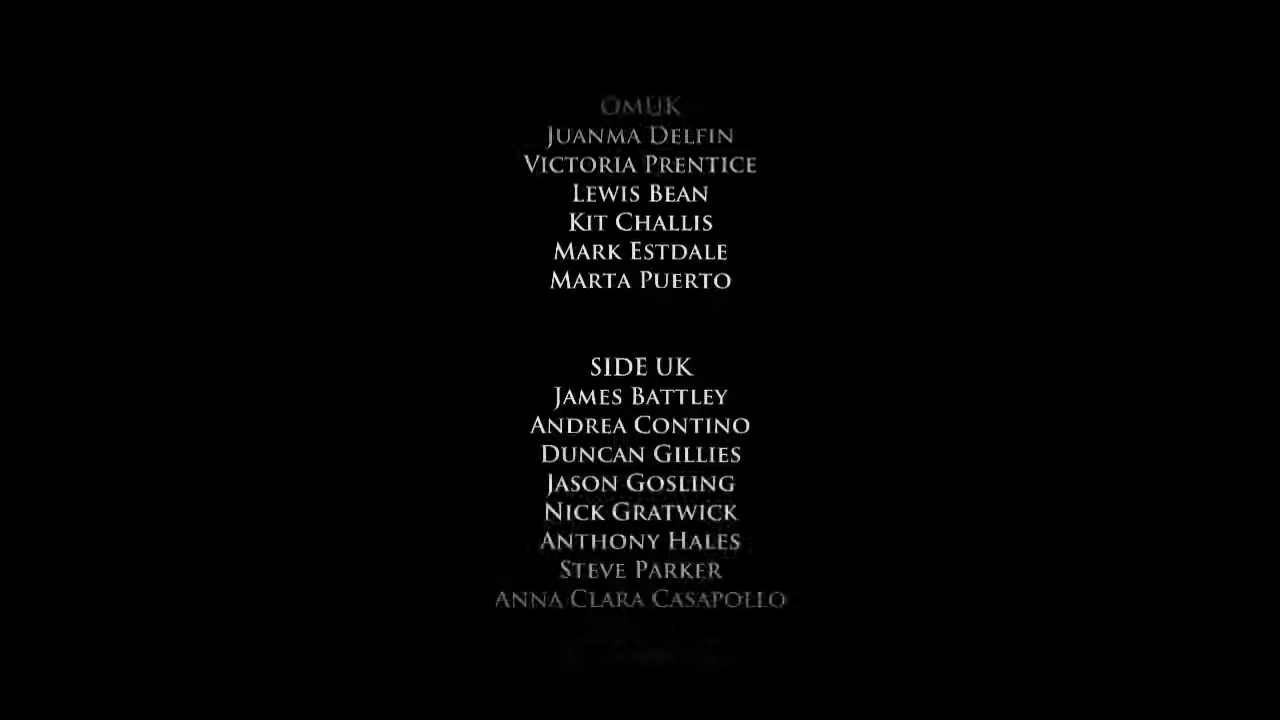 OMUK
JUANMA DELFIN
VICTORIA PRENTICE
LEWIS BEAN
KIT CHALLIS
MARK ESTDALE
MARTA PUERTO
SIDE UK
JAMES BATTLEY
ANDREA CONTINO
DUNCAN GILLIES
JASON GOSLING
NICK GRATWICK
ANTHONY HALES
STEVE PARKER
ANNA CLARA CASAPOLLO